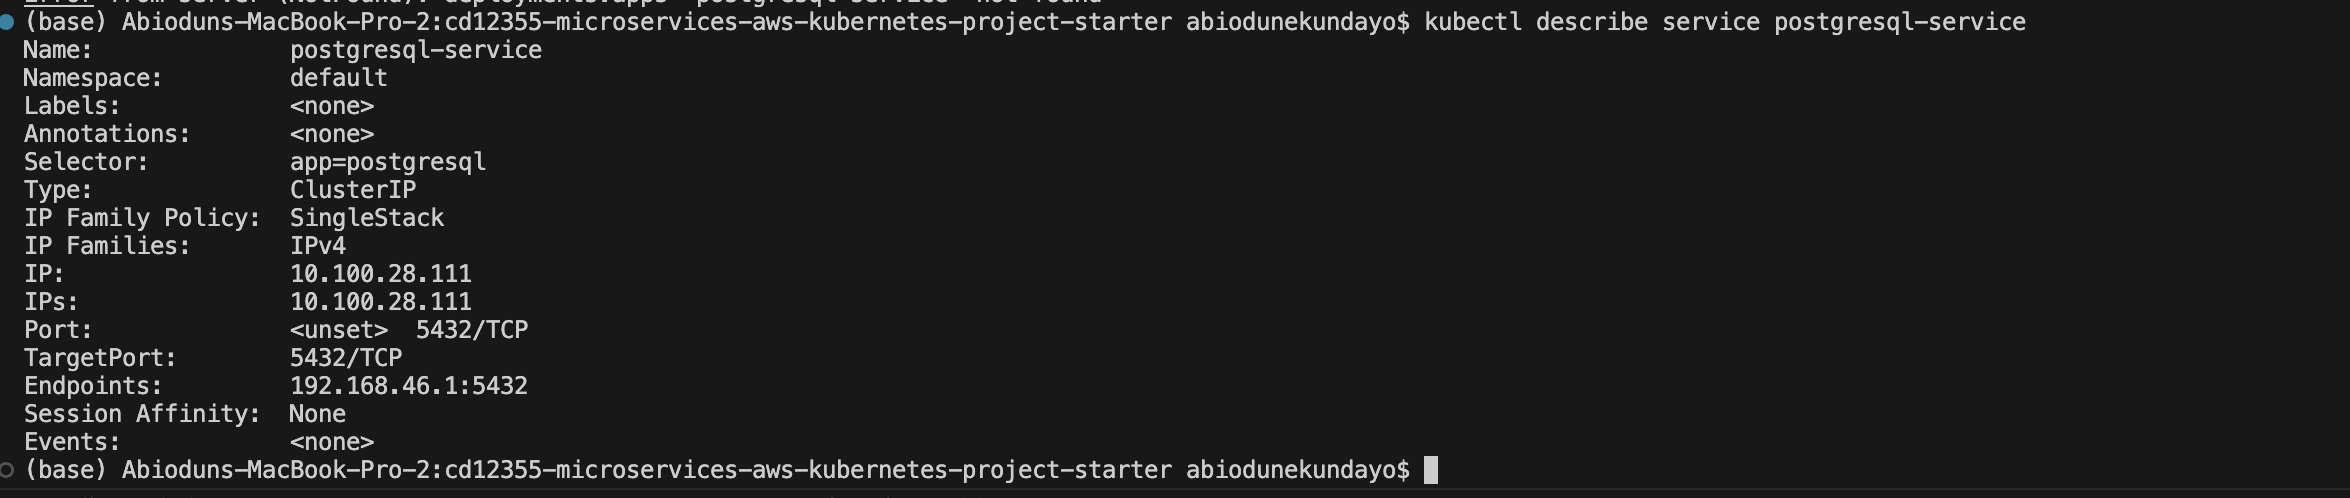 (base) Abioduns-MacBook-Pro-2:cd12355-microservices-aws-kubernetes-project-starter abiodunekundayo$ kubectl describe service postgresql-service
Name:              postgresql-service
Namespace:         default
Labels:            <none>
Annotations:       <none>
Selector:          app=postgresql
Type:              ClusterIP
IP Family Policy:  SingleStack
IP Families:       IPv4
IP:                10.100.28.111
IPs:               10.100.28.111
Port:              <unset>  5432/TCP
TargetPort:        5432/TCP
Endpoints:         192.168.46.1:5432
Session Affinity:  None
Events:            <none>
(base) Abioduns-MacBook-Pro-2:cd12355-microservices-aws-kubernetes-project-starter abiodunekundayo$